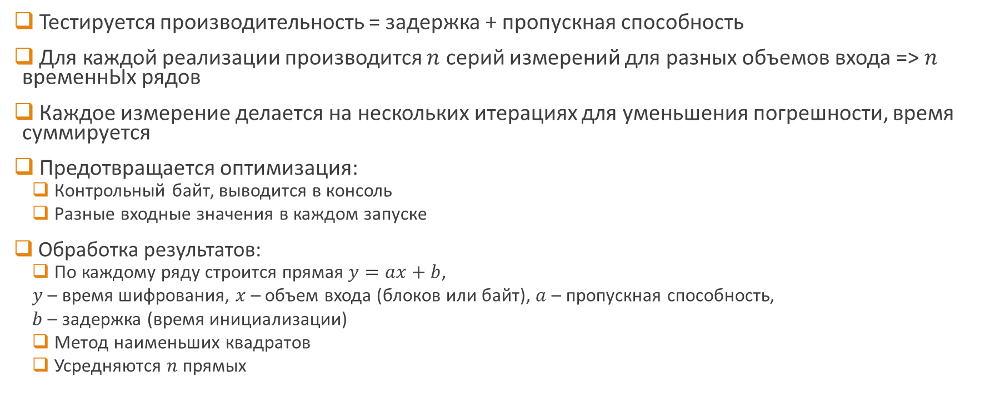 Тестируется производительность = задержка + пропускная способность
Для каждой реализации производится n серий измерений для разных объемов входа => n
временнЫх рядов
Каждое измерение делается на нескольких итерациях для уменьшения погрешности, время
суммируется
Предотвращается оптимизация:
Контрольный байт, выводится в консоль
Разные входные значения в каждом запуске
Обработка результатов:
По каждому ряду строится прямая y = ax + b,
y – время шифрования, x – объем входа (блоков или байт), a – пропускная способность,
b – задержка (время инициализации)
Метод наименьших квадратов
Усредняются n прямых